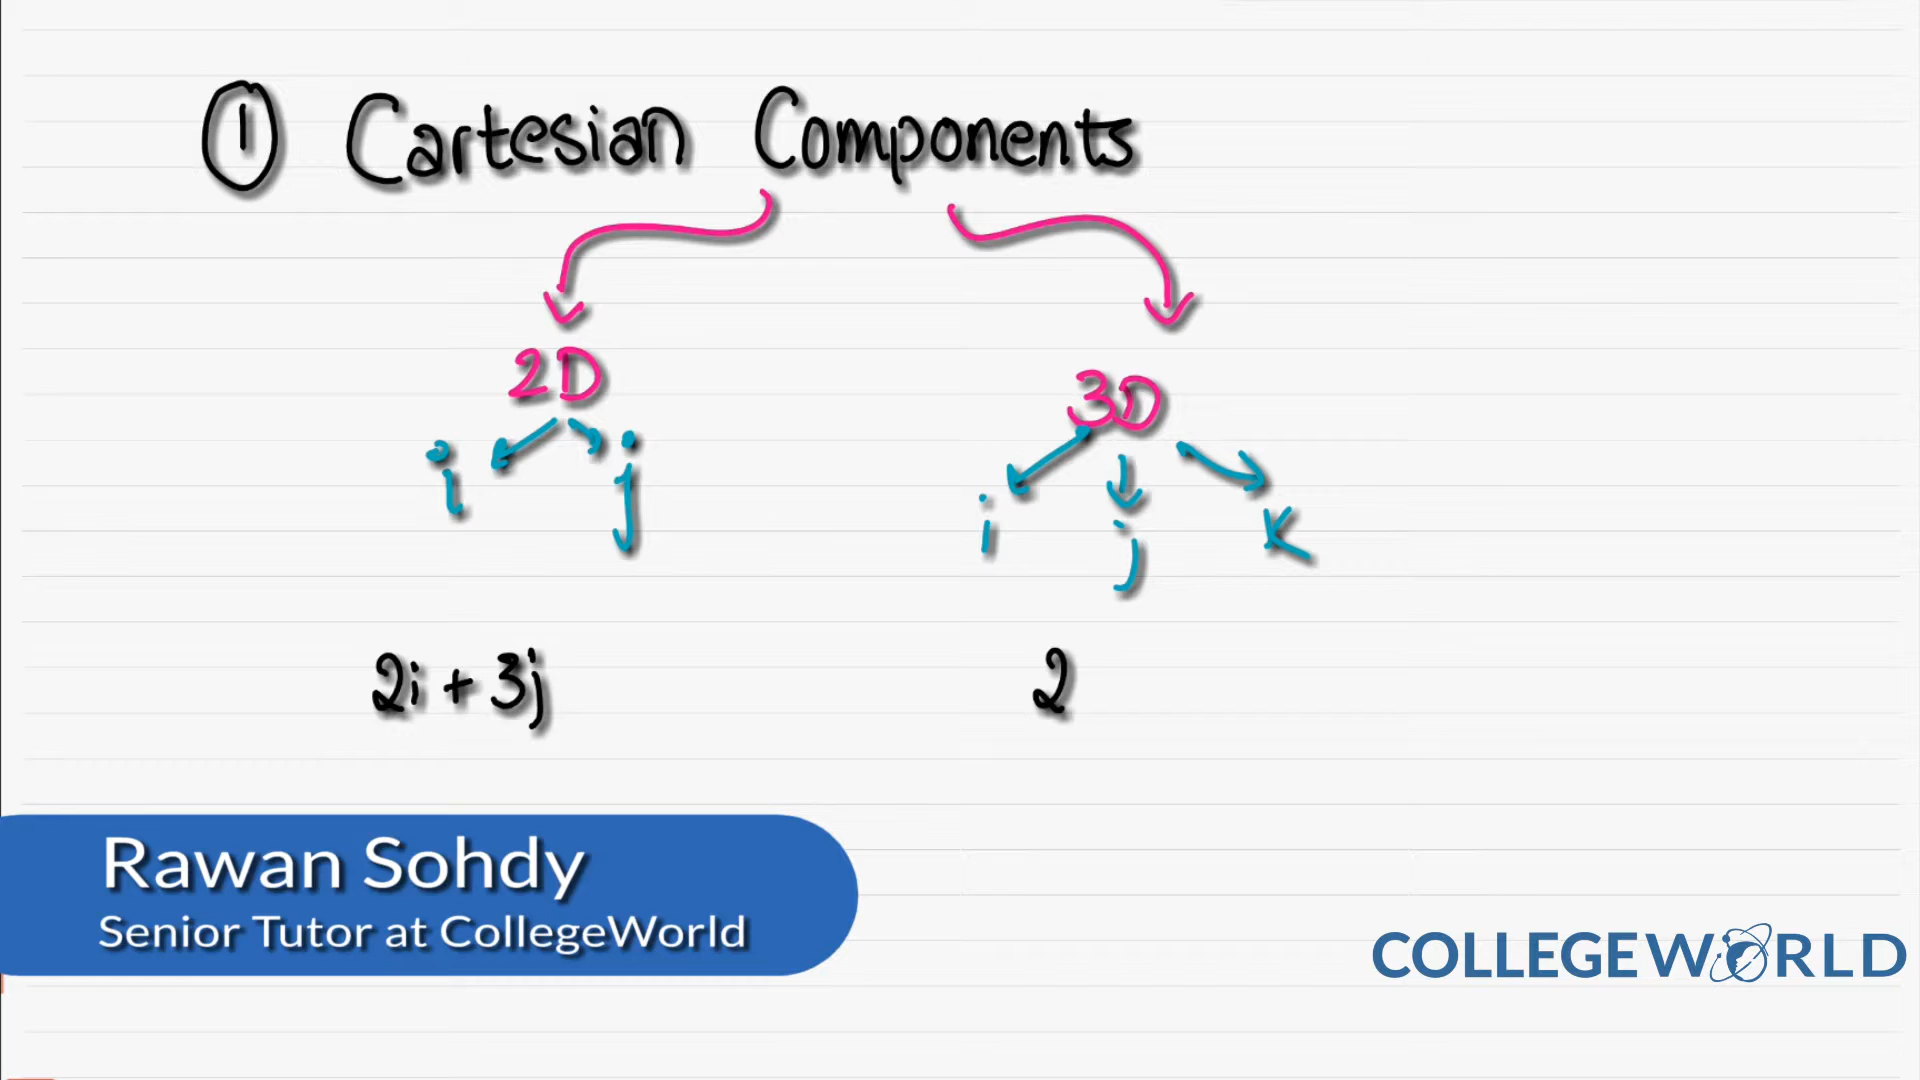 ① Cartesian Components
2D
3D
i j
i j K
2i + 3j
2
Rawan Sohdy
Senior Tutor at CollegeWorld
COLLEGEWORLD